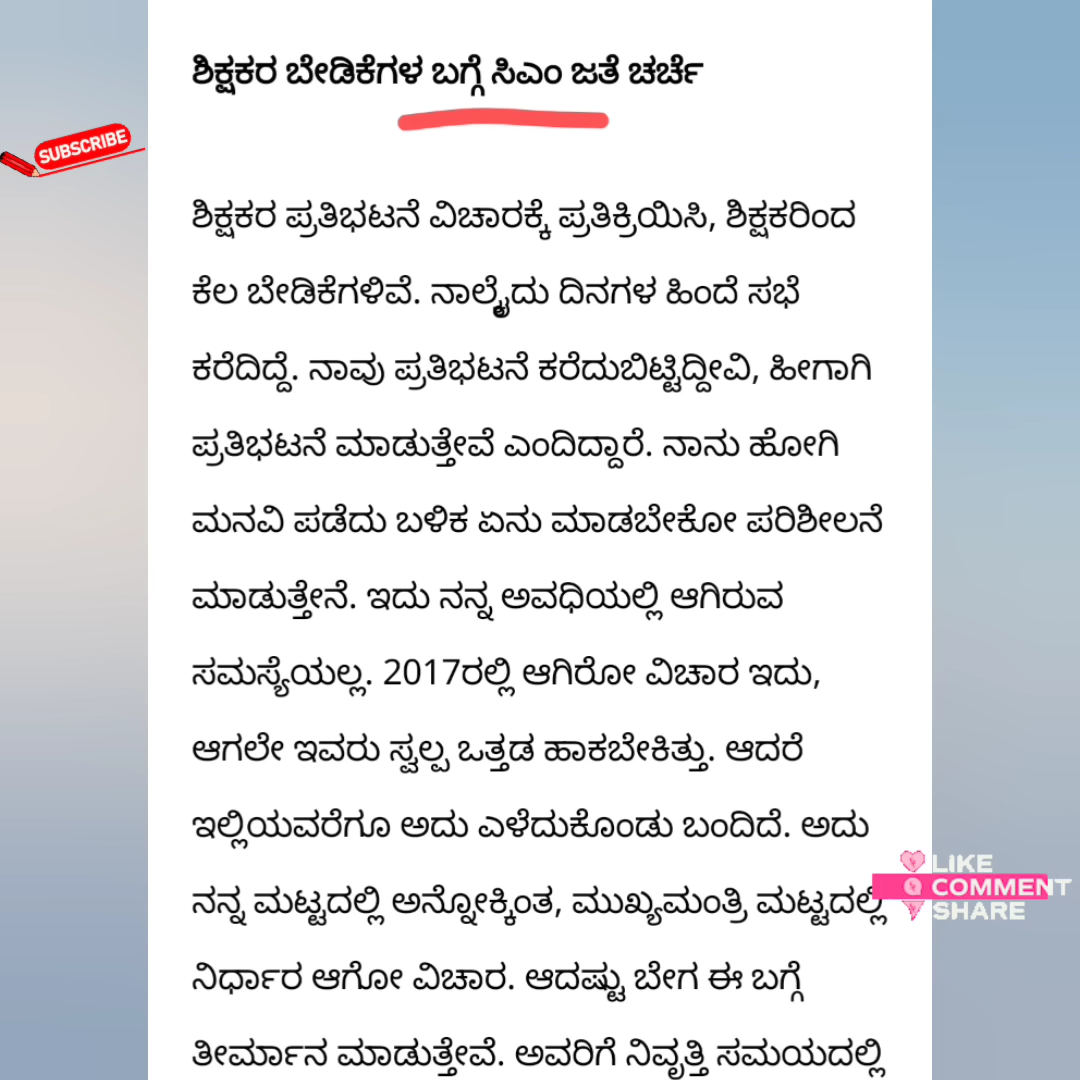 ಶಿಕ್ಷಕರ ಬೇಡಿಕೆಗಳ ಬಗ್ಗೆ ಸಿಎಂ ಜತೆ ಚರ್ಚೆ
SUBSCRIBE
ಶಿಕ್ಷಕರ ಪ್ರತಿಭಟನೆ ವಿಚಾರಕ್ಕೆ ಪ್ರತಿಕ್ರಿಯಿಸಿ, ಶಿಕ್ಷಕರಿಂದ
ಕೆಲ ಬೇಡಿಕೆಗಳಿವೆ. ನಾಲ್ಕೈದು ದಿನಗಳ ಹಿಂದೆ ಸಭೆ
ಕರೆದಿದ್ದೆ. ನಾವು ಪ್ರತಿಭಟನೆ ಕರೆದುಬಿಟ್ಟಿದ್ದೀವಿ, ಹೀಗಾಗಿ
ಪ್ರತಿಭಟನೆ ಮಾಡುತ್ತೇವೆ ಎಂದಿದ್ದಾರೆ. ನಾನು ಹೋಗಿ
ಮನವಿ ಪಡೆದು ಬಳಿಕ ಏನು ಮಾಡಬೇಕೋ ಪರಿಶೀಲನೆ
ಮಾಡುತ್ತೇನೆ. ಇದು ನನ್ನ ಅವಧಿಯಲ್ಲಿ ಆಗಿರುವ
ಸಮಸ್ಯೆಯಲ್ಲ. 2017ರಲ್ಲಿ ಆಗಿರೋ ವಿಚಾರ ಇದು,
ಆಗಲೇ ಇವರು ಸ್ವಲ್ಪ ಒತ್ತಡ ಹಾಕಬೇಕಿತ್ತು. ಆದರೆ
ಇಲ್ಲಿಯವರೆಗೂ ಅದು ಎಳೆದುಕೊಂಡು ಬಂದಿದೆ. ಅದು
ನನ್ನ ಮಟ್ಟದಲ್ಲಿ ಅನ್ನೋಕ್ಕಿಂತ, ಮುಖ್ಯಮಂತ್ರಿ ಮಟ್ಟದಲ್ಲಿ
ನಿರ್ಧಾರ ಆಗೋ ವಿಚಾರ. ಆದಷ್ಟು ಬೇಗ ಈ ಬಗ್ಗೆ
ತೀರ್ಮಾನ ಮಾಡುತ್ತೇವೆ. ಅವರಿಗೆ ನಿವೃತ್ತಿ ಸಮಯದಲ್ಲಿ
LIKE
COMMENT
SHARE